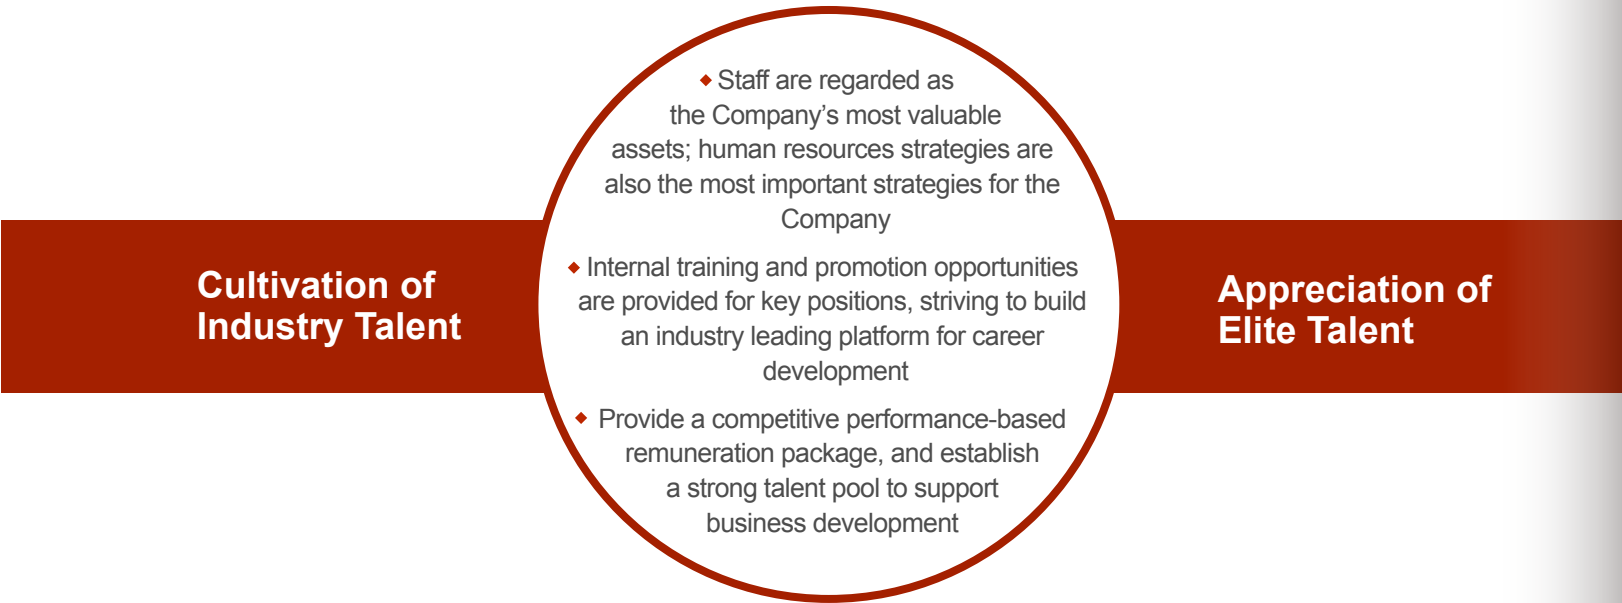 Cultivation of
Industry Talent
◆ Staff are regarded as
the Company’s most valuable
assets; human resources strategies are
also the most important strategies for the
Company
◆ Internal training and promotion opportunities
are provided for key positions, striving to build
an industry leading platform for career
development
◆ Provide a competitive performance-based
remuneration package, and establish
a strong talent pool to support
business development
Appreciation of
Elite Talent